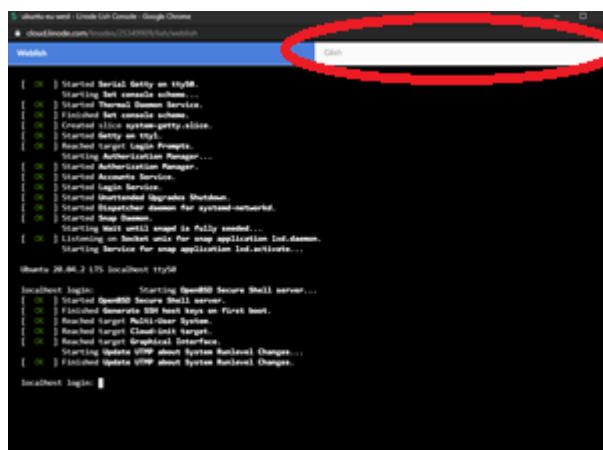 ubuntu-eu-west - Linode Lish Console - Google Chrome
cloud.linode.com/linodes/25349909/lish/weblish
Weblish
Glish
[ OK ] Started Serial Getty on ttyS0.
Starting Set console scheme...
[ OK ] Started Thermal Daemon Service.
[ OK ] Finished Set console scheme.
[ OK ] Created slice system-getty.slice.
[ OK ] Started Getty on tty1.
[ OK ] Reached target Login Prompts.
Starting Authorization Manager...
[ OK ] Started Authorization Manager.
[ OK ] Started Accounts Service.
[ OK ] Started Login Service.
[ OK ] Started Unattended Upgrades Shutdown.
[ OK ] Started Dispatcher daemon for systemd-networkd.
[ OK ] Started Snap Daemon.
Starting Wait until snapd is fully seeded...
[ OK ] Listening on Socket unix for snap application lxd.daemon.
Starting Service for snap application lxd.activate...
Ubuntu 20.04.2 LTS localhost ttyS0
localhost login: Starting OpenBSD Secure Shell server...
[ OK ] Started OpenBSD Secure Shell server.
[ OK ] Finished Generate SSH host keys on first boot.
[ OK ] Reached target Multi-User System.
[ OK ] Reached target Cloud-init target.
[ OK ] Reached target Graphical Interface.
Starting Update UTMP about System Runlevel Changes...
[ OK ] Finished Update UTMP about System Runlevel Changes.
localhost login: